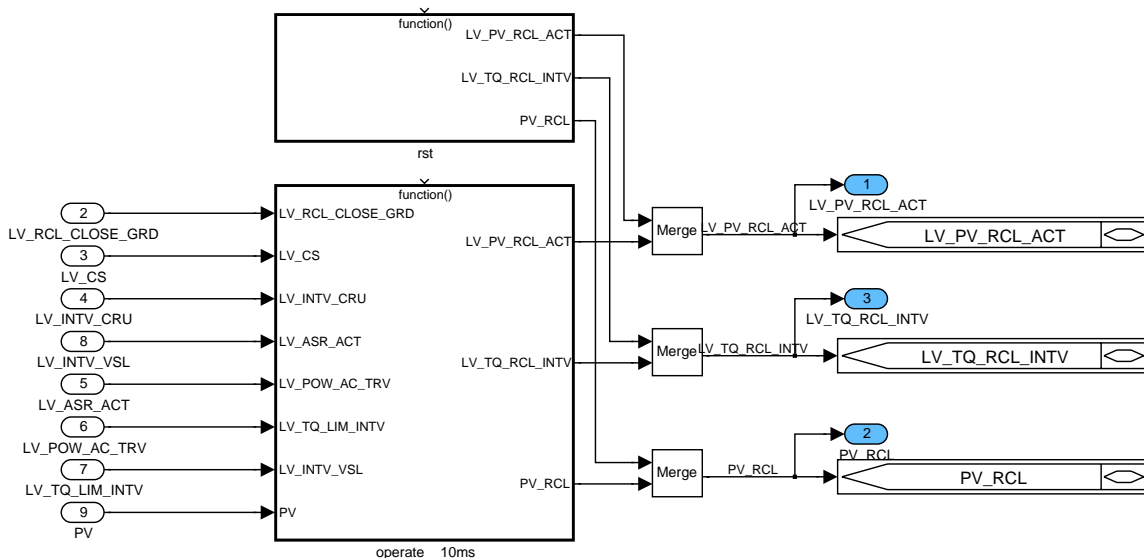 function()
LV_PV_RCL_ACT
LV_TQ_RCL_INTV
PV_RCL
rst
function()
2
LV_RCL_CLOSE_GRD
3
LV_CS
4
LV_INTV_CRU
8
LV_INTV_VSL
5
LV_ASR_ACT
6
LV_POW_AC_TRV
7
LV_TQ_LIM_INTV
9
PV
LV_RCL_CLOSE_GRD
LV_CS
LV_INTV_CRU
LV_ASR_ACT
LV_POW_AC_TRV
LV_TQ_LIM_INTV
LV_INTV_VSL
PV
LV_PV_RCL_ACT
LV_TQ_RCL_INTV
PV_RCL
operate 10ms
Merge
LV_PV_RCL_ACT
1
LV_PV_RCL_ACT
LV_PV_RCL_ACT
Merge
LV_TQ_RCL_INTV
3
LV_TQ_RCL_INTV
LV_TQ_RCL_INTV
Merge
PV_RCL
2
PV_RCL
PV_RCL